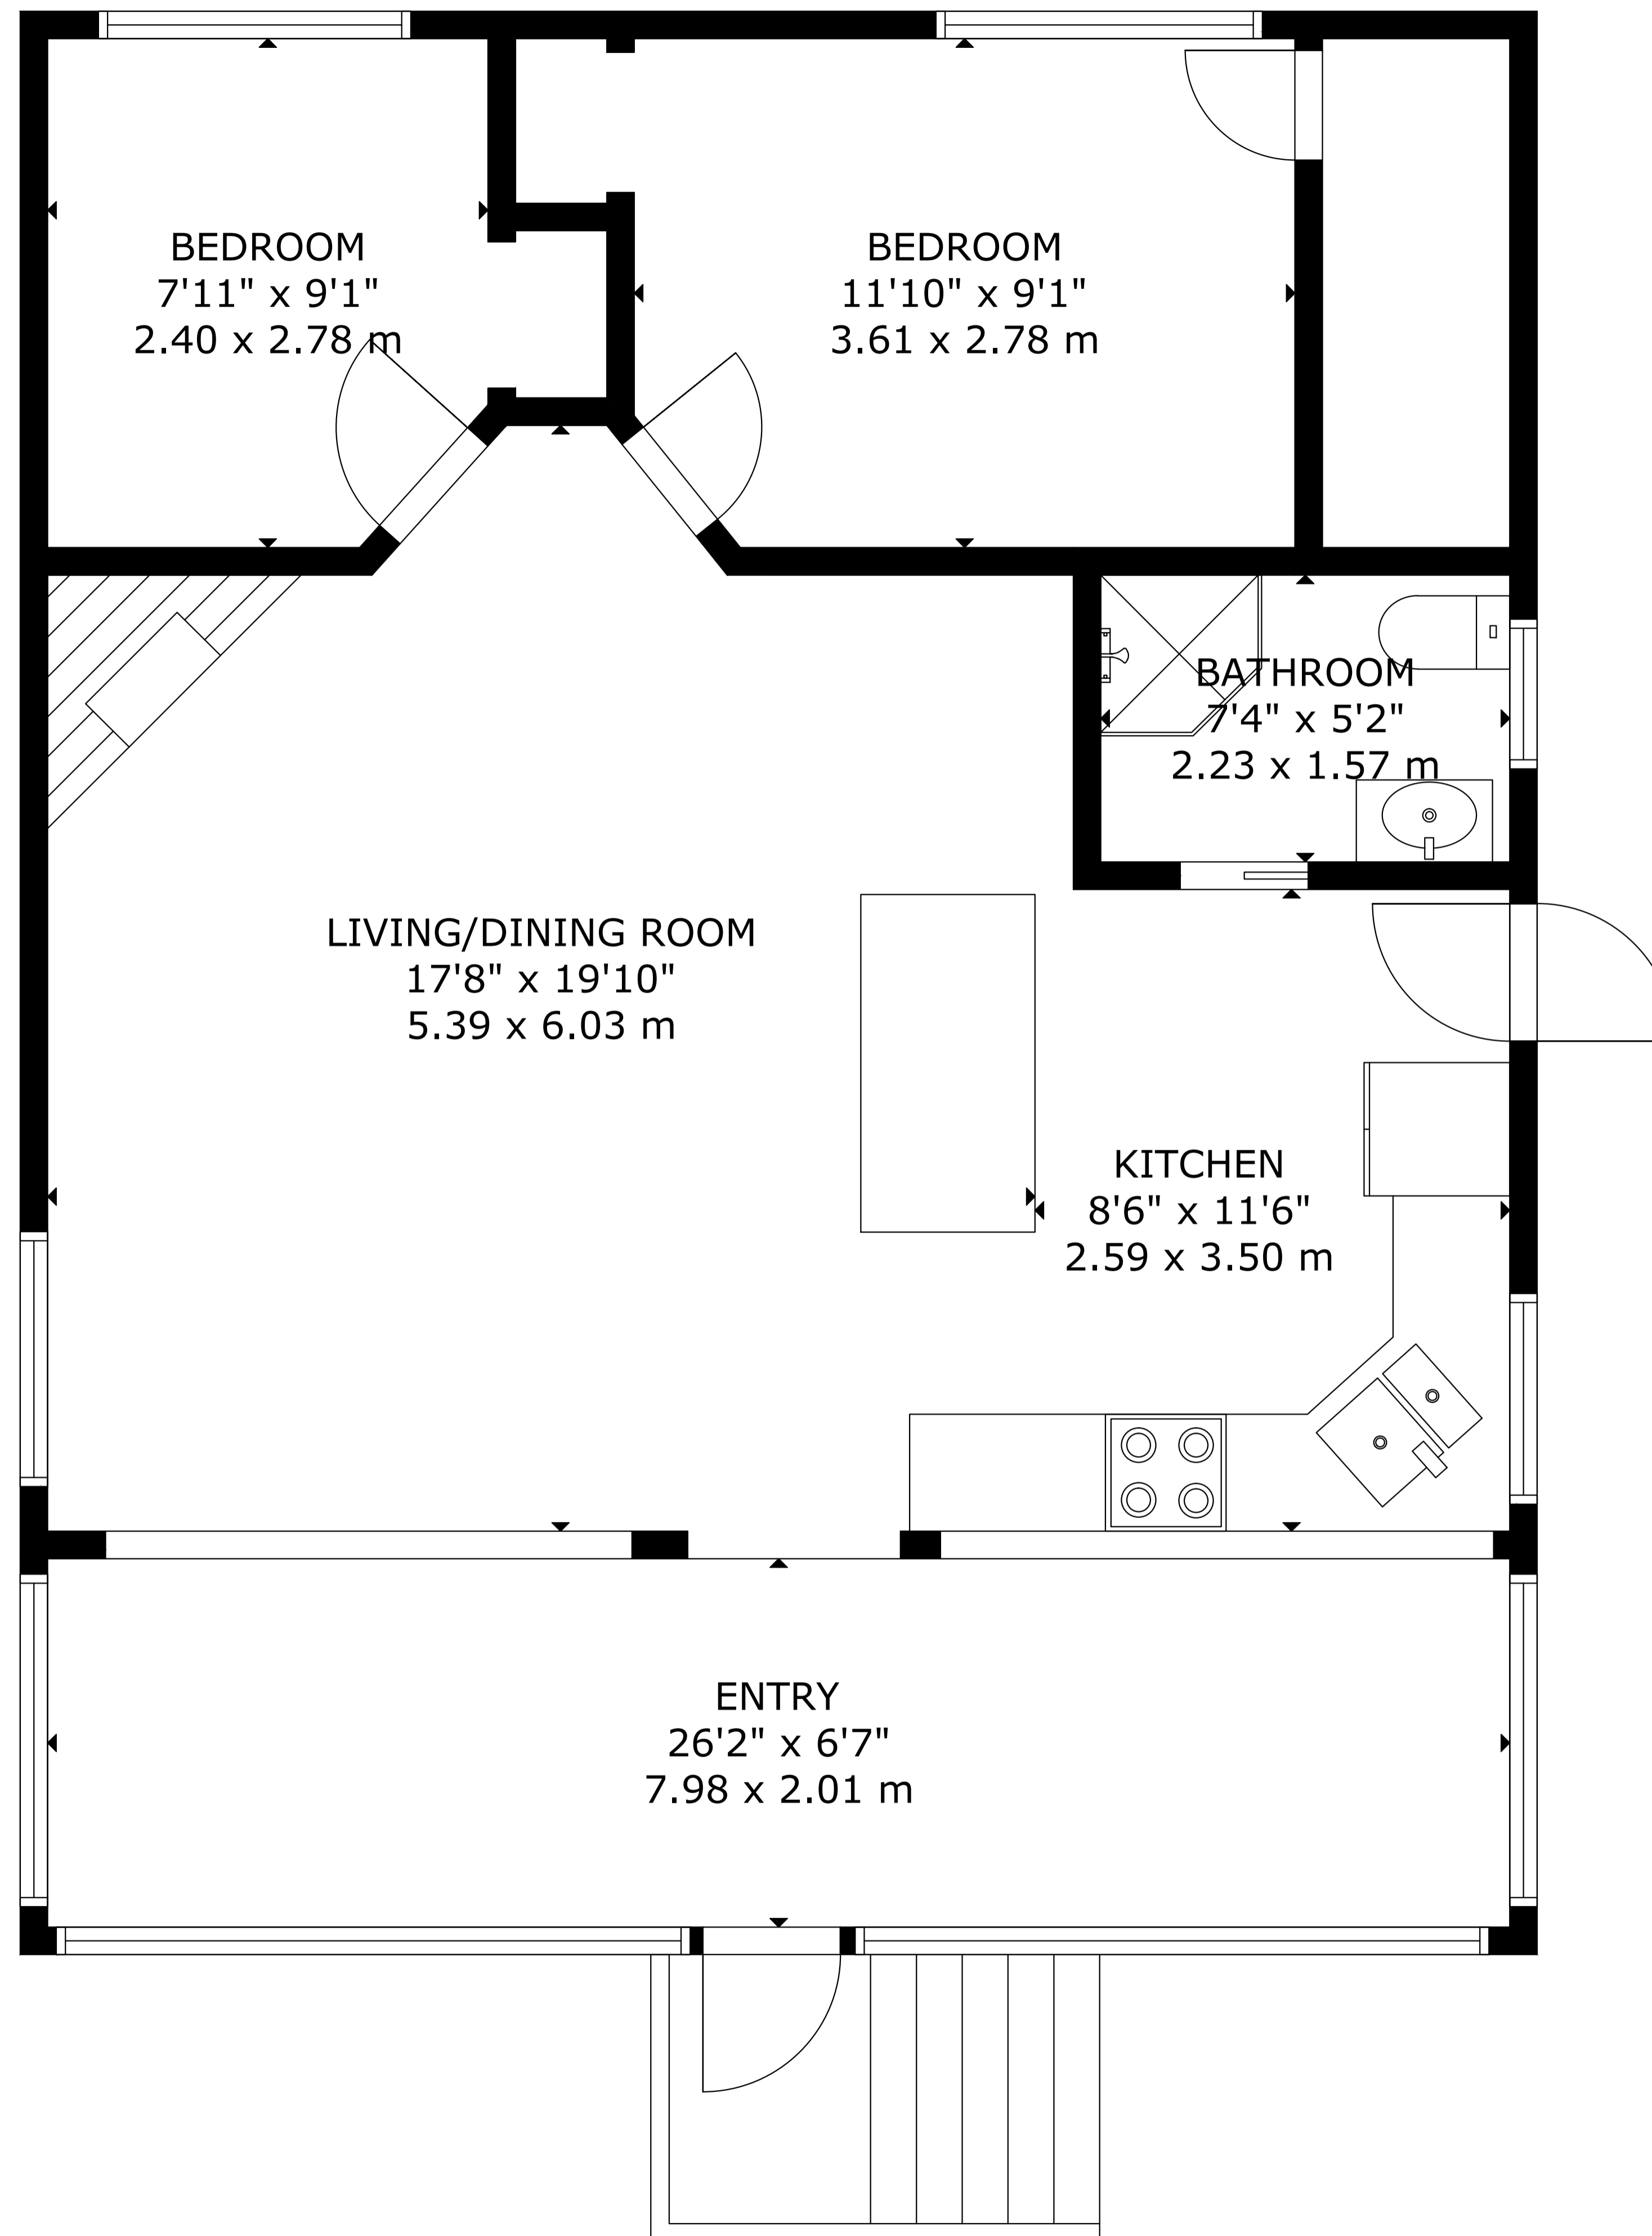 BEDROOM
7'11" x 9'1"
2.40 x 2.78 m
BEDROOM
11'10" x 9'1"
3.61 x 2.78 m
BATHROOM
7'4" x 5'2"
2.23 x 1.57 m
LIVING/DINING ROOM
17'8" x 19'10"
5.39 x 6.03 m
KITCHEN
8'6" x 11'6"
2.59 x 3.50 m
ENTRY
26'2" x 6'7"
7.98 x 2.01 m